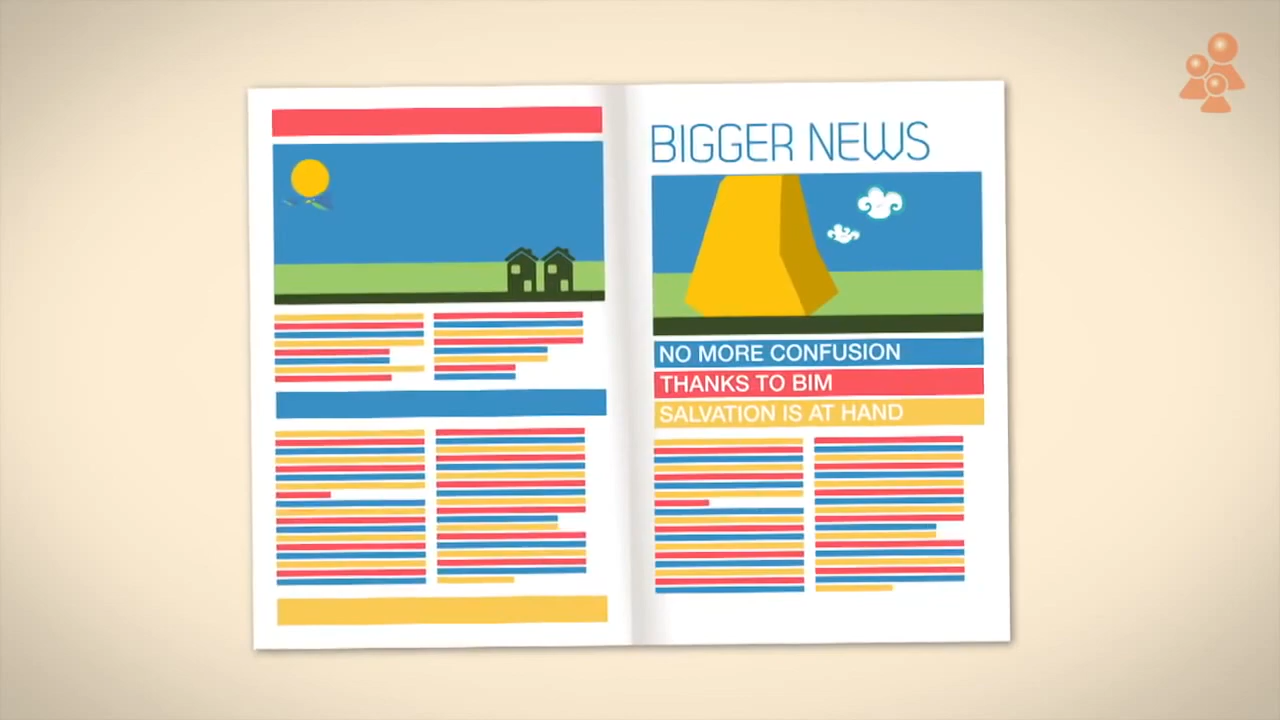 BIGGER NEWS
NO MORE CONFUSION
THANKS TO BIM
SALVATION IS AT HAND